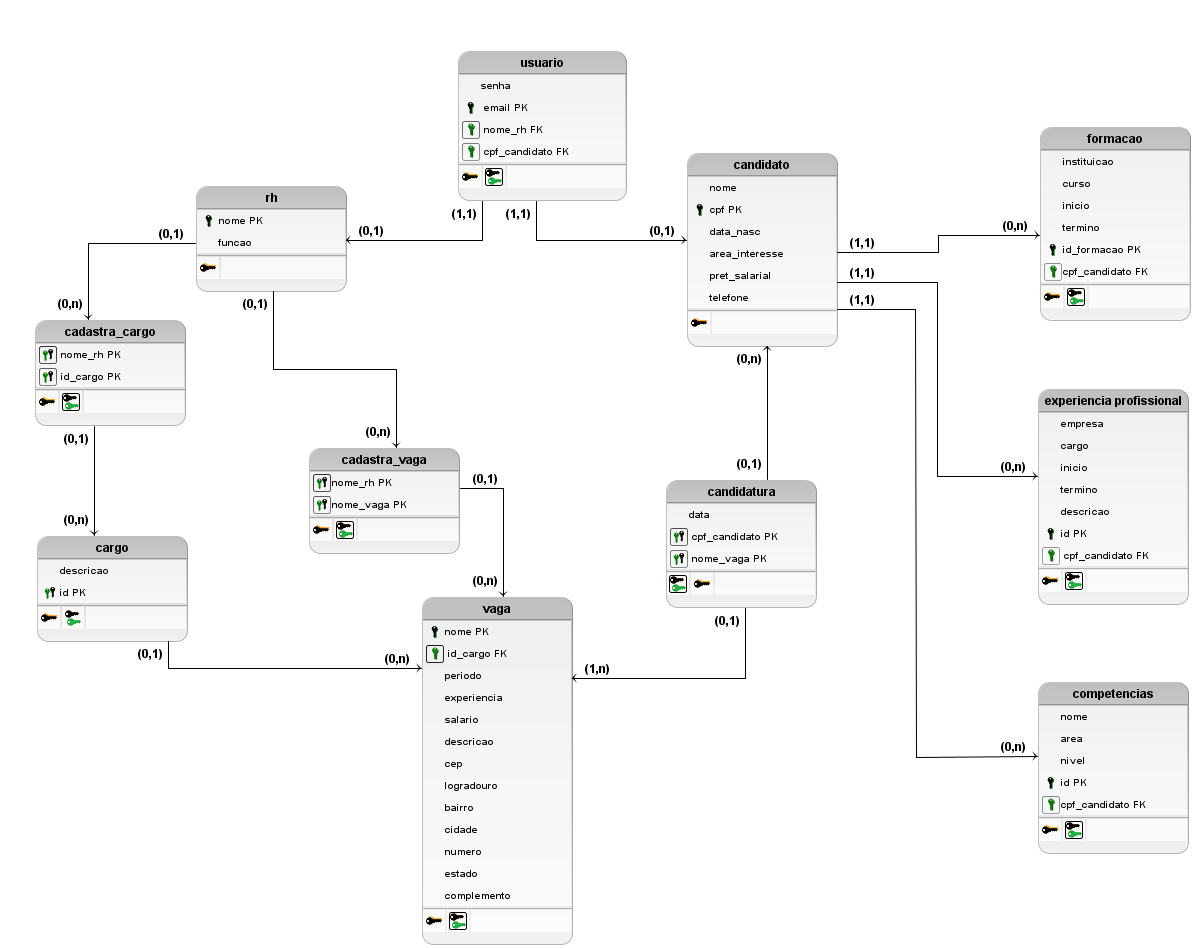 usuario
senha
email PK
nome_rh FK
cpf_candidato FK
(1,1)
(1,1)
(0,1)
(0,1)
rh
nome PK
funcao
(0,1)
(0,1)
(0,n)
cadastra_cargo
nome_rh PK
id_cargo PK
(0,1)
(0,n)
cargo
descricao
id PK
(0,1)
(0,n)
(0,n)
cadastra_vaga
nome_rh PK
nome_vaga PK
(0,1)
(0,n)
vaga
nome PK
id_cargo FK
periodo
experiencia
salario
descricao
cep
logradouro
bairro
cidade
numero
estado
complemento
candidato
nome
cpf PK
data_nasc
area_interesse
pret_salarial
telefone
(1,1)
(1,1)
(1,1)
(0,n)
(0,1)
candidatura
data
cpf_candidato PK
nome_vaga PK
(0,1)
(1,n)
(0,n)
formacao
instituicao
curso
inicio
termino
id_formacao PK
cpf_candidato FK
(0,n)
experiencia profissional
empresa
cargo
inicio
termino
descricao
id PK
cpf_candidato FK
(0,n)
competencias
nome
area
nivel
id PK
cpf_candidato FK